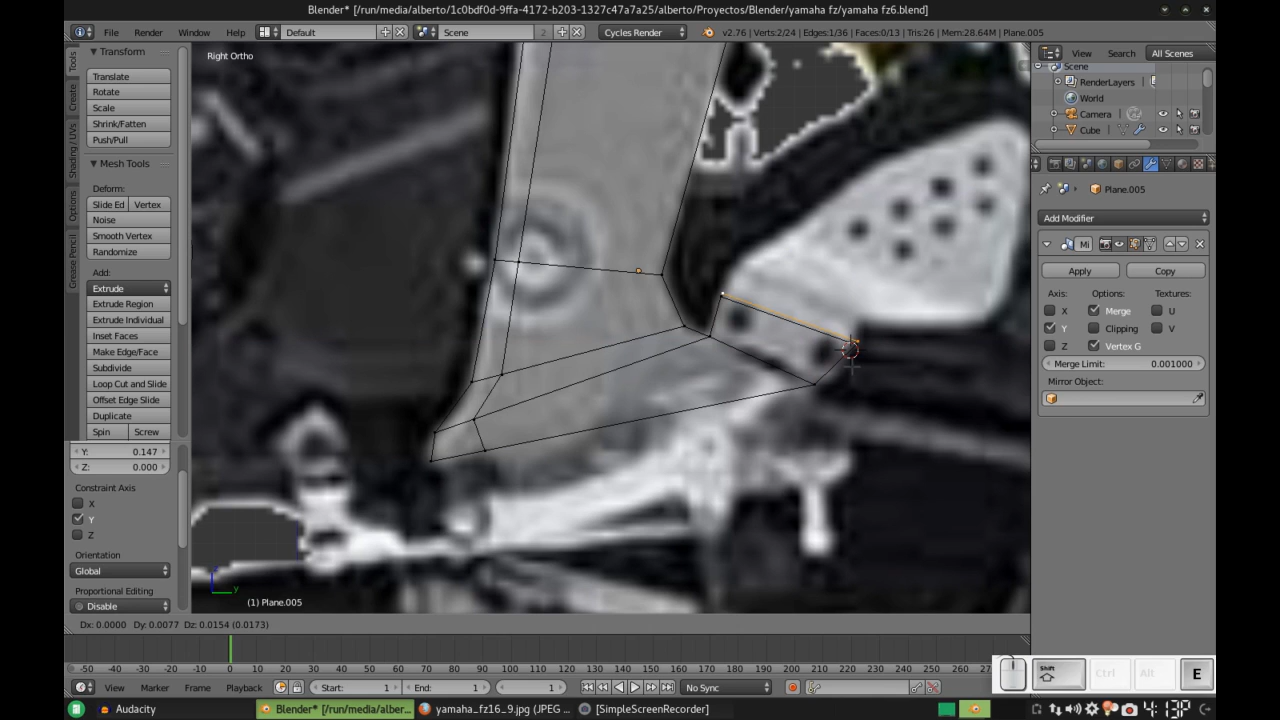 Blender* [/run/media/alberto/1c0bdf0d-9ffa-4172-b203-1327c47a7a25/alberto/Proyectos/Blender/yamaha fz/yamaha fz6.blend]
File Render Window Help Default Scene 2 Cycles Render v2.76 | Verts:2/24 | Edges:1/36 | Faces:0/13 | Tris:26 | Mem:28.64M | Plane.005
Transform
Translate
Rotate
Scale
Shrink/Fatten
Push/Pull
Mesh Tools
Deform:
Slide Ed Vertex
Noise
Smooth Vertex
Randomize
Add:
Extrude
Extrude Region
Extrude Individual
Inset Faces
Make Edge/Face
Subdivide
Loop Cut and Slide
Offset Edge Slide
Duplicate
Spin Screw
Y: 0.147
Z: 0.000
Constraint Axis
X
Y
Z
Orientation
Global
Proportional Editing
Disable
Tools
Create
Shading / UVs
Options
Grease Pencil
Right Ortho
y
(1) Plane.005
Dx: 0.0000 Dy: 0.0077 Dz: 0.0154 (0.0173)
View Search All Scenes
Scene
RenderLayers
World
Camera
Cube
Plane.005
Add Modifier
Mi
Apply Copy
Axis: Options: Textures:
X Merge U
Y Clipping V
Z Vertex G
Merge Limit: 0.001000
Mirror Object:
-50 -40 -30 -20 -10 0 10 20 30 40 50 60 70 80 90 100 110 120 130 140 150 160 170 180 190 200 210 220 230 240 250 260
View Marker Frame Playback Start: 1 End: 1 1 No Sync
Shift Ctrl Alt E
Audacity Blender* [/run/media/alber... yamaha_fz16_9.jpg (JPEG ... [SimpleScreenRecorder]